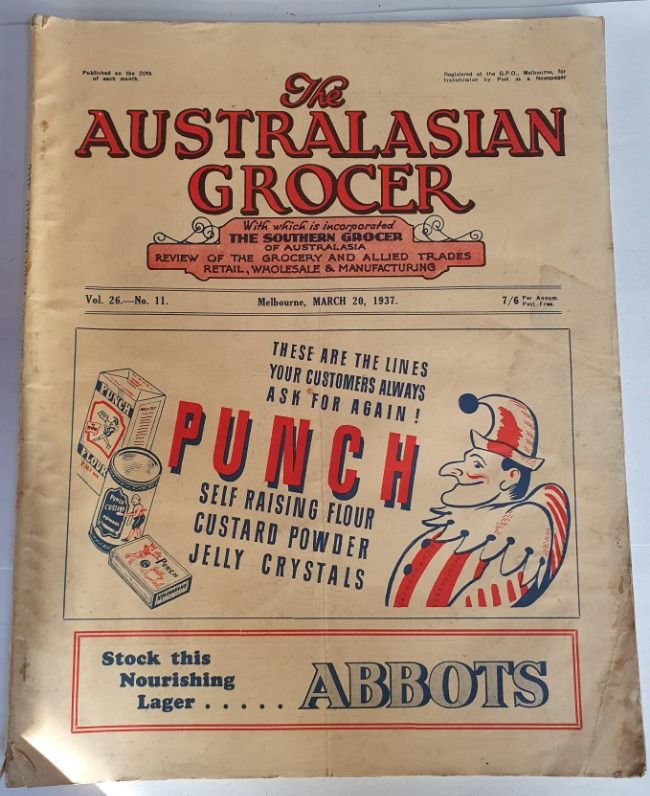 Published on the 20th
of each month.
Registered at the G.P.O., Melbourne, for
transmission by Post as a Newspaper
The
AUSTRALASIAN
GROCER
With which is incorporated
THE SOUTHERN GROCER
OF AUSTRALASIA
REVIEW OF THE GROCERY AND ALLIED TRADES
RETAIL, WHOLESALE & MANUFACTURING
Vol. 26.—No. 11.
Melbourne, MARCH 20, 1937.
7/6 Per Annum.
Post Free.
THESE ARE THE LINES
YOUR CUSTOMERS ALWAYS
ASK FOR AGAIN!
PUNCH
SELF RAISING FLOUR
CUSTARD POWDER
JELLY CRYSTALS
PUNCH
FLOUR
PUNCH
CUSTARD
PUNCH
Stock this
Nourishing
Lager . . . . .
ABBOTS